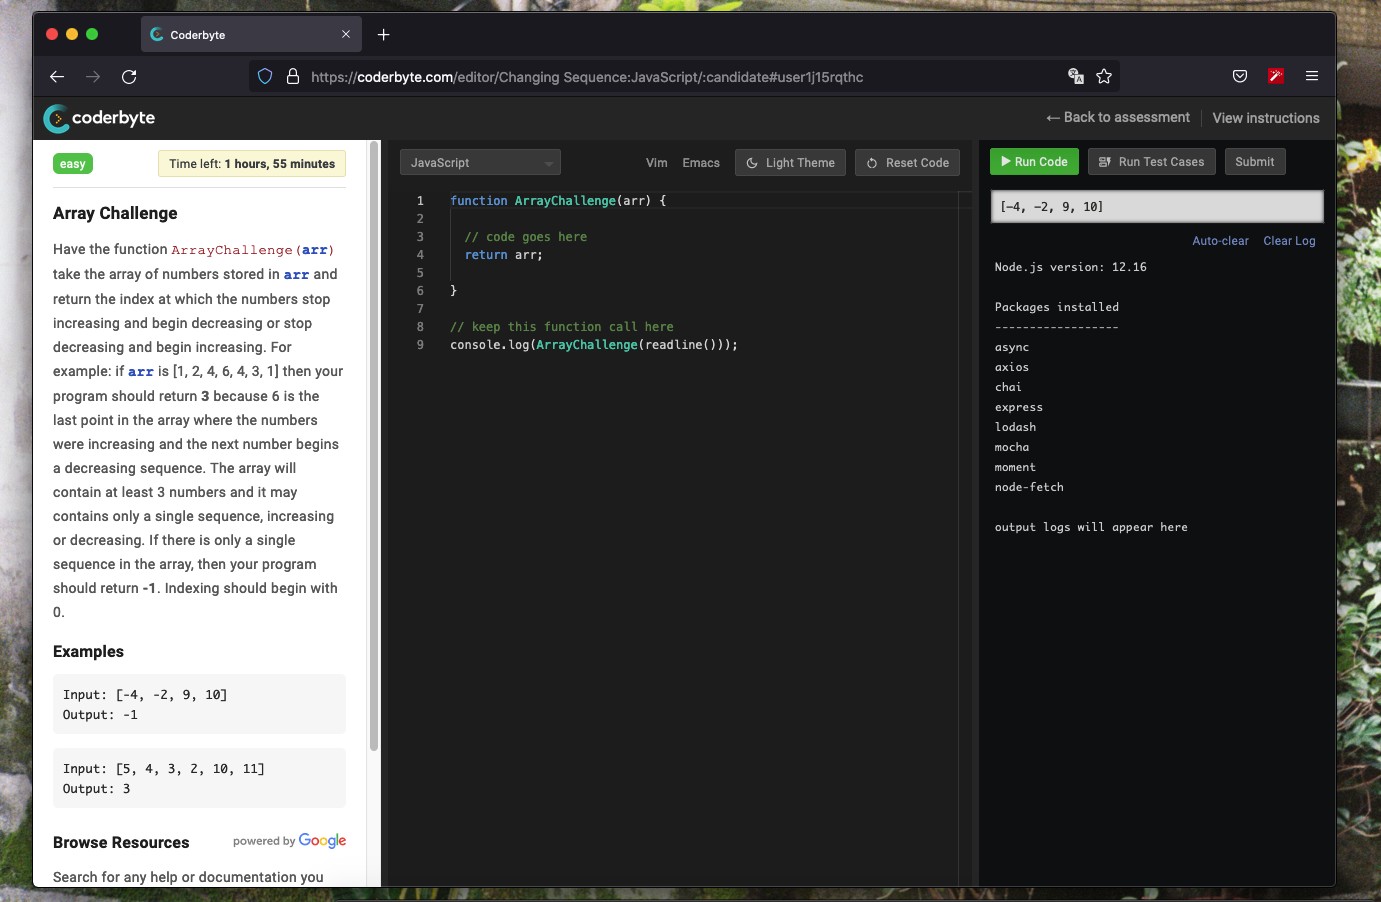 Coderbyte
https://coderbyte.com/editor/Changing Sequence:JavaScript/:candidate#user1j15rqthc
coderbyte
← Back to assessment
View instructions
easy
Time left: 1 hours, 55 minutes
Array Challenge
Have the function ArrayChallenge(arr)
take the array of numbers stored in arr and
return the index at which the numbers stop
increasing and begin decreasing or stop
decreasing and begin increasing. For
example: if arr is [1, 2, 4, 6, 4, 3, 1] then your
program should return 3 because 6 is the
last point in the array where the numbers
were increasing and the next number begins
a decreasing sequence. The array will
contain at least 3 numbers and it may
contains only a single sequence, increasing
or decreasing. If there is only a single
sequence in the array, then your program
should return -1. Indexing should begin with
0.
Examples
Input: [-4, -2, 9, 10]
Output: -1
Input: [5, 4, 3, 2, 10, 11]
Output: 3
Browse Resources
powered by Google
Search for any help or documentation you
JavaScript
Vim
Emacs
Light Theme
Reset Code
1 function ArrayChallenge(arr) {
2
3 // code goes here
4 return arr;
5
6 }
7
8 // keep this function call here
9 console.log(ArrayChallenge(readline()));
Run Code
Run Test Cases
Submit
[-4, -2, 9, 10]
Auto-clear
Clear Log
Node.js version: 12.16
Packages installed
------------------
async
axios
chai
express
lodash
mocha
moment
node-fetch
output logs will appear here